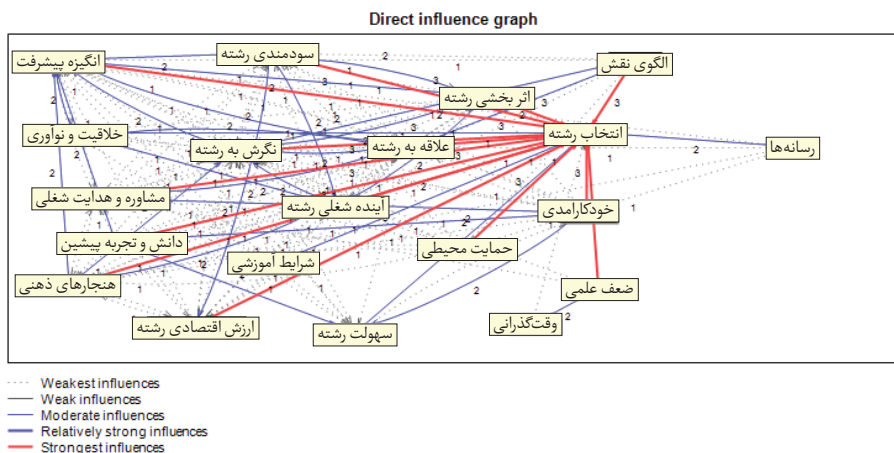 Direct influence graph
انگیزه پیشرفت
سودمندی رشته
الگوی نقش
اثر بخشی رشته
خلاقیت و نوآوری
نگرش به رشته
علاقه به رشته
انتخاب رشته
رسانه‌ها
مشاوره و هدایت شغلی
آینده شغلی رشته
خودکارامدی
دانش و تجربه پیشین
حمایت محیطی
شرایط آموزشی
هنجارهای ذهنی
ضعف علمی
ارزش اقتصادی رشته
سهولت رشته
وقت‌گذرانی
Weakest influences
Weak influences
Moderate influences
Relatively strong influences
Strongest influences